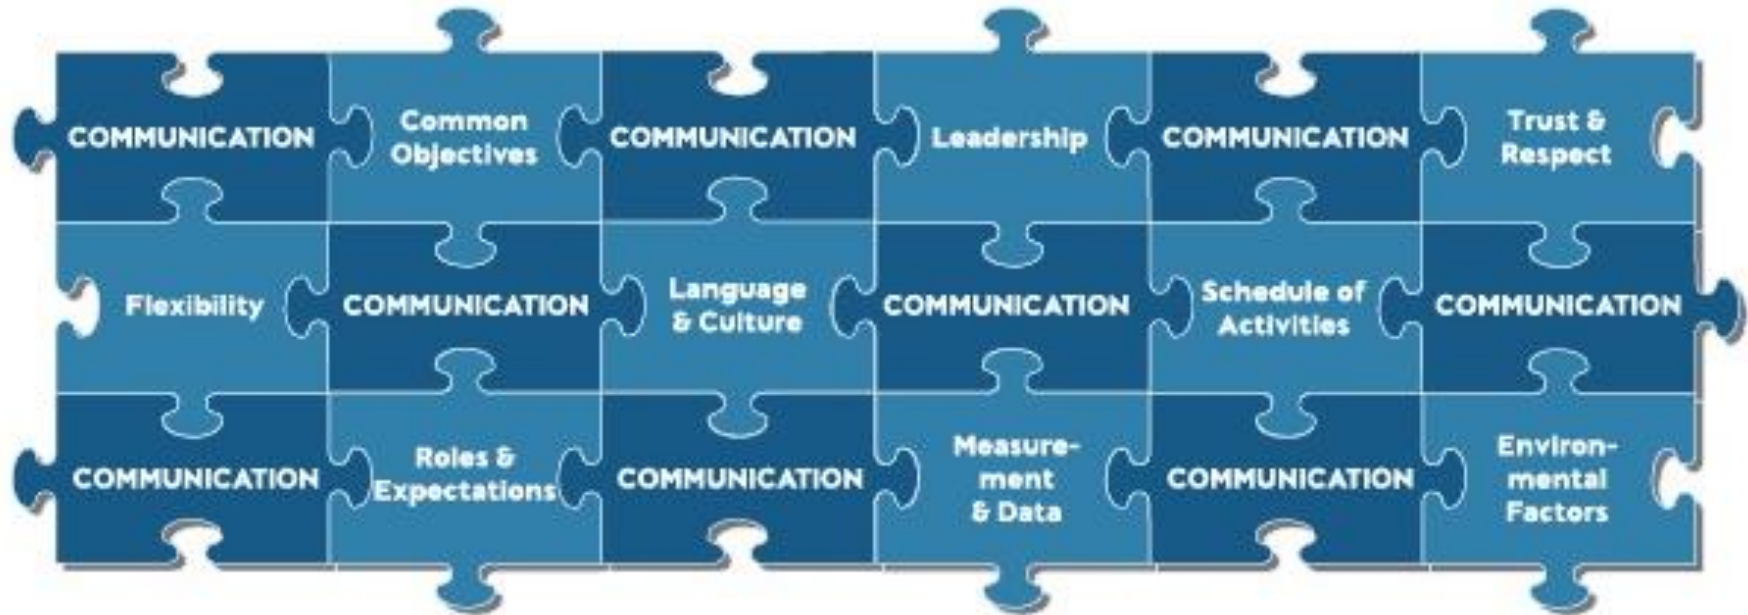 COMMUNICATION
Common
Objectives
COMMUNICATION
Leadership
COMMUNICATION
Trust &
Respect
Flexibility
COMMUNICATION
Language
& Culture
COMMUNICATION
Schedule of
Activities
COMMUNICATION
COMMUNICATION
Roles &
Expectations
COMMUNICATION
Measure-
ment
& Data
COMMUNICATION
Environ-
mental
Factors